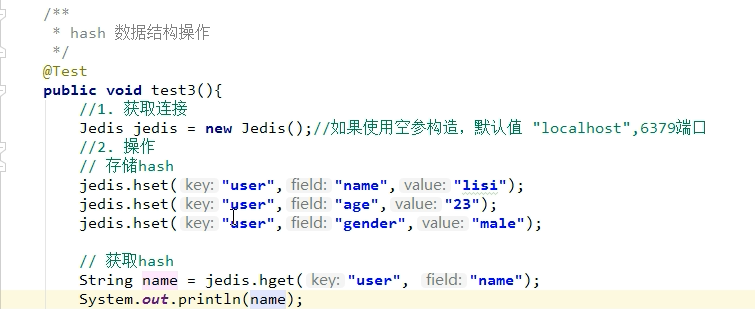 /**
 * hash 数据结构操作
 */
@Test
public void test3(){
    //1. 获取连接
    Jedis jedis = new Jedis();//如果使用空参构造，默认值 "localhost",6379端口
    //2. 操作
    // 存储hash
    jedis.hset( key: "user", field: "name", value: "lisi");
    jedis.hset( key: "user", field: "age", value: "23");
    jedis.hset( key: "user", field: "gender", value: "male");
    // 获取hash
    String name = jedis.hget( key: "user", field: "name");
    System.out.println(name);